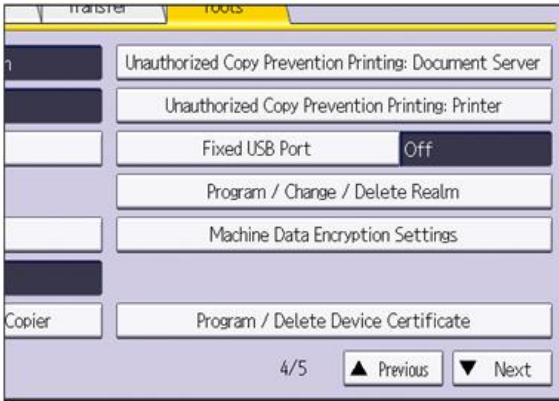 Transfer
Tools
Unauthorized Copy Prevention Printing: Document Server
Unauthorized Copy Prevention Printing: Printer
Fixed USB Port Off
Program / Change / Delete Realm
Machine Data Encryption Settings
Copier Program / Delete Device Certificate
4/5 ▲ Previous ▼ Next